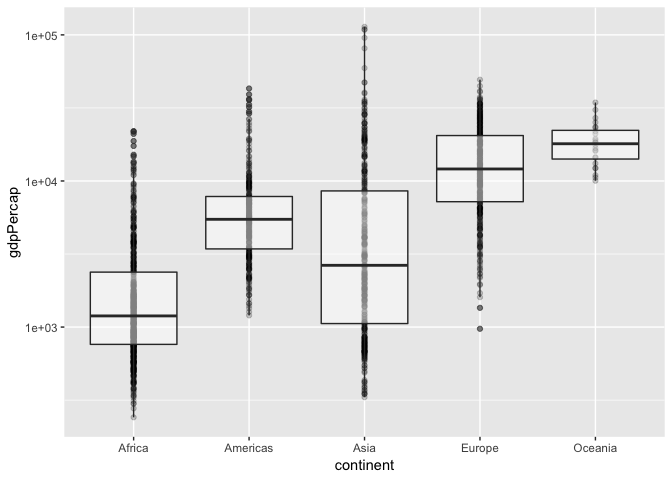 1e+05
1e+04
1e+03
gdpPercap
Africa
Americas
Asia
Europe
Oceania
continent